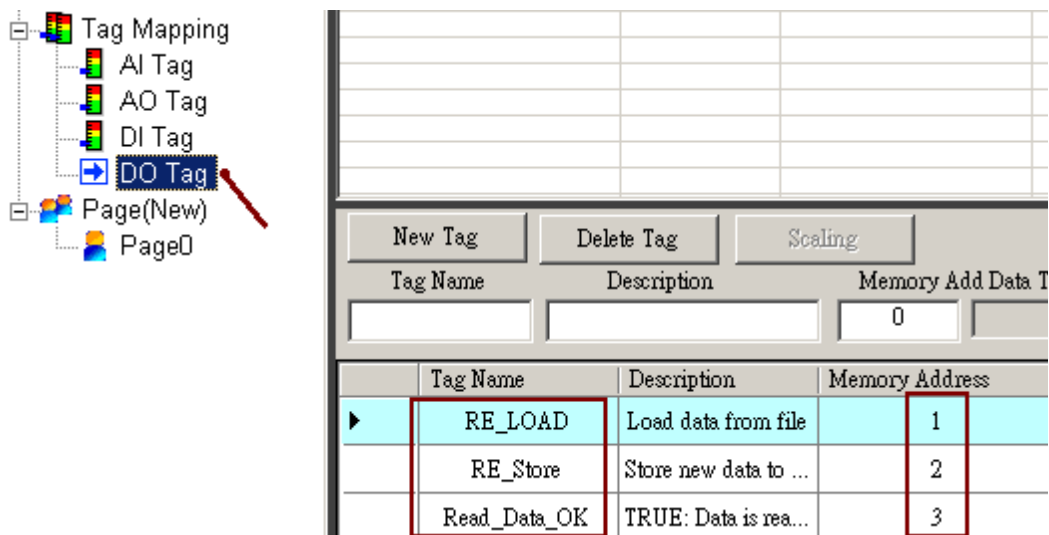 Tag Mapping
AI Tag
AO Tag
DI Tag
DO Tag
Page(New)
Page0
New Tag Delete Tag Scaling
Tag Name Description Memory Add Data T
0
Tag Name Description Memory Address
RE_LOAD Load data from file 1
RE_Store Store new data to ... 2
Read_Data_OK TRUE: Data is rea... 3